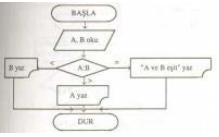 BAŞLA
A, B oku
B yaz
<
A:B
=
"A ve B eşit" yaz
>
A yaz
DUR